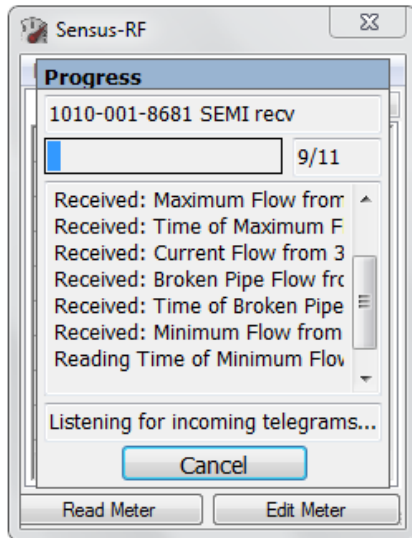 Sensus-RF
Progress
1010-001-8681 SEMI recv
9/11
Received: Maximum Flow from
Received: Time of Maximum F
Received: Current Flow from 3
Received: Broken Pipe Flow frc
Received: Time of Broken Pipe
Received: Minimum Flow from
Reading Time of Minimum Flov
Listening for incoming telegrams...
Cancel
Read Meter
Edit Meter